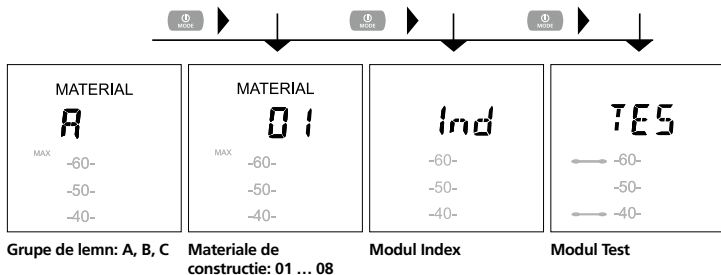 MODE MODE MODE
MATERIAL MATERIAL
A 01 Ind TES
MAX -60- MAX -60- -60- -60-
-50- -50- -50- -50-
-40- -40- -40- -40-
Grupe de lemn: A, B, C Materiale de Modul Index Modul Test
constructie: 01 … 08